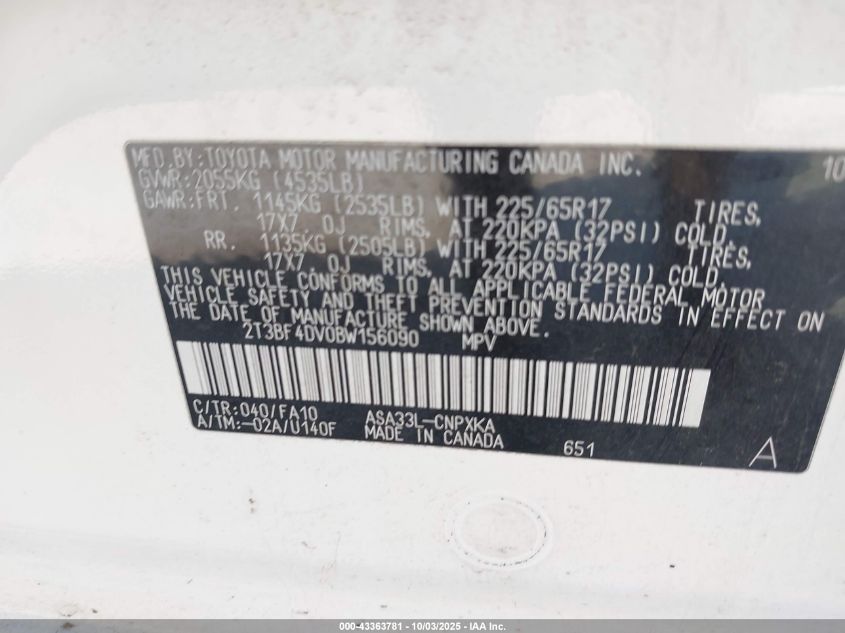 MFD.BY:TOYOTA MOTOR MANUFACTURING CANADA INC. 10
GVWR:2055KG (4535LB)
GAWR:FRT. 1145KG (2535LB) WITH 225/65R17 TIRES,
17X7.0J RIMS, AT 220KPA (32PSI) COLD.
RR. 1135KG (2505LB) WITH 225/65R17 TIRES,
17X7.0J RIMS, AT 220KPA (32PSI) COLD.
THIS VEHICLE CONFORMS TO ALL APPLICABLE FEDERAL MOTOR
VEHICLE SAFETY AND THEFT PREVENTION STANDARDS IN EFFECT ON
THE DATE OF MANUFACTURE SHOWN ABOVE.
2T3BF4DV0BW156090 MPV
C/TR:040/FA10 ASA33L-CNPXKA
A/TM:-02A/U140F MADE IN CANADA 651 A
000-43363781 - 10/03/2025 - IAA Inc.